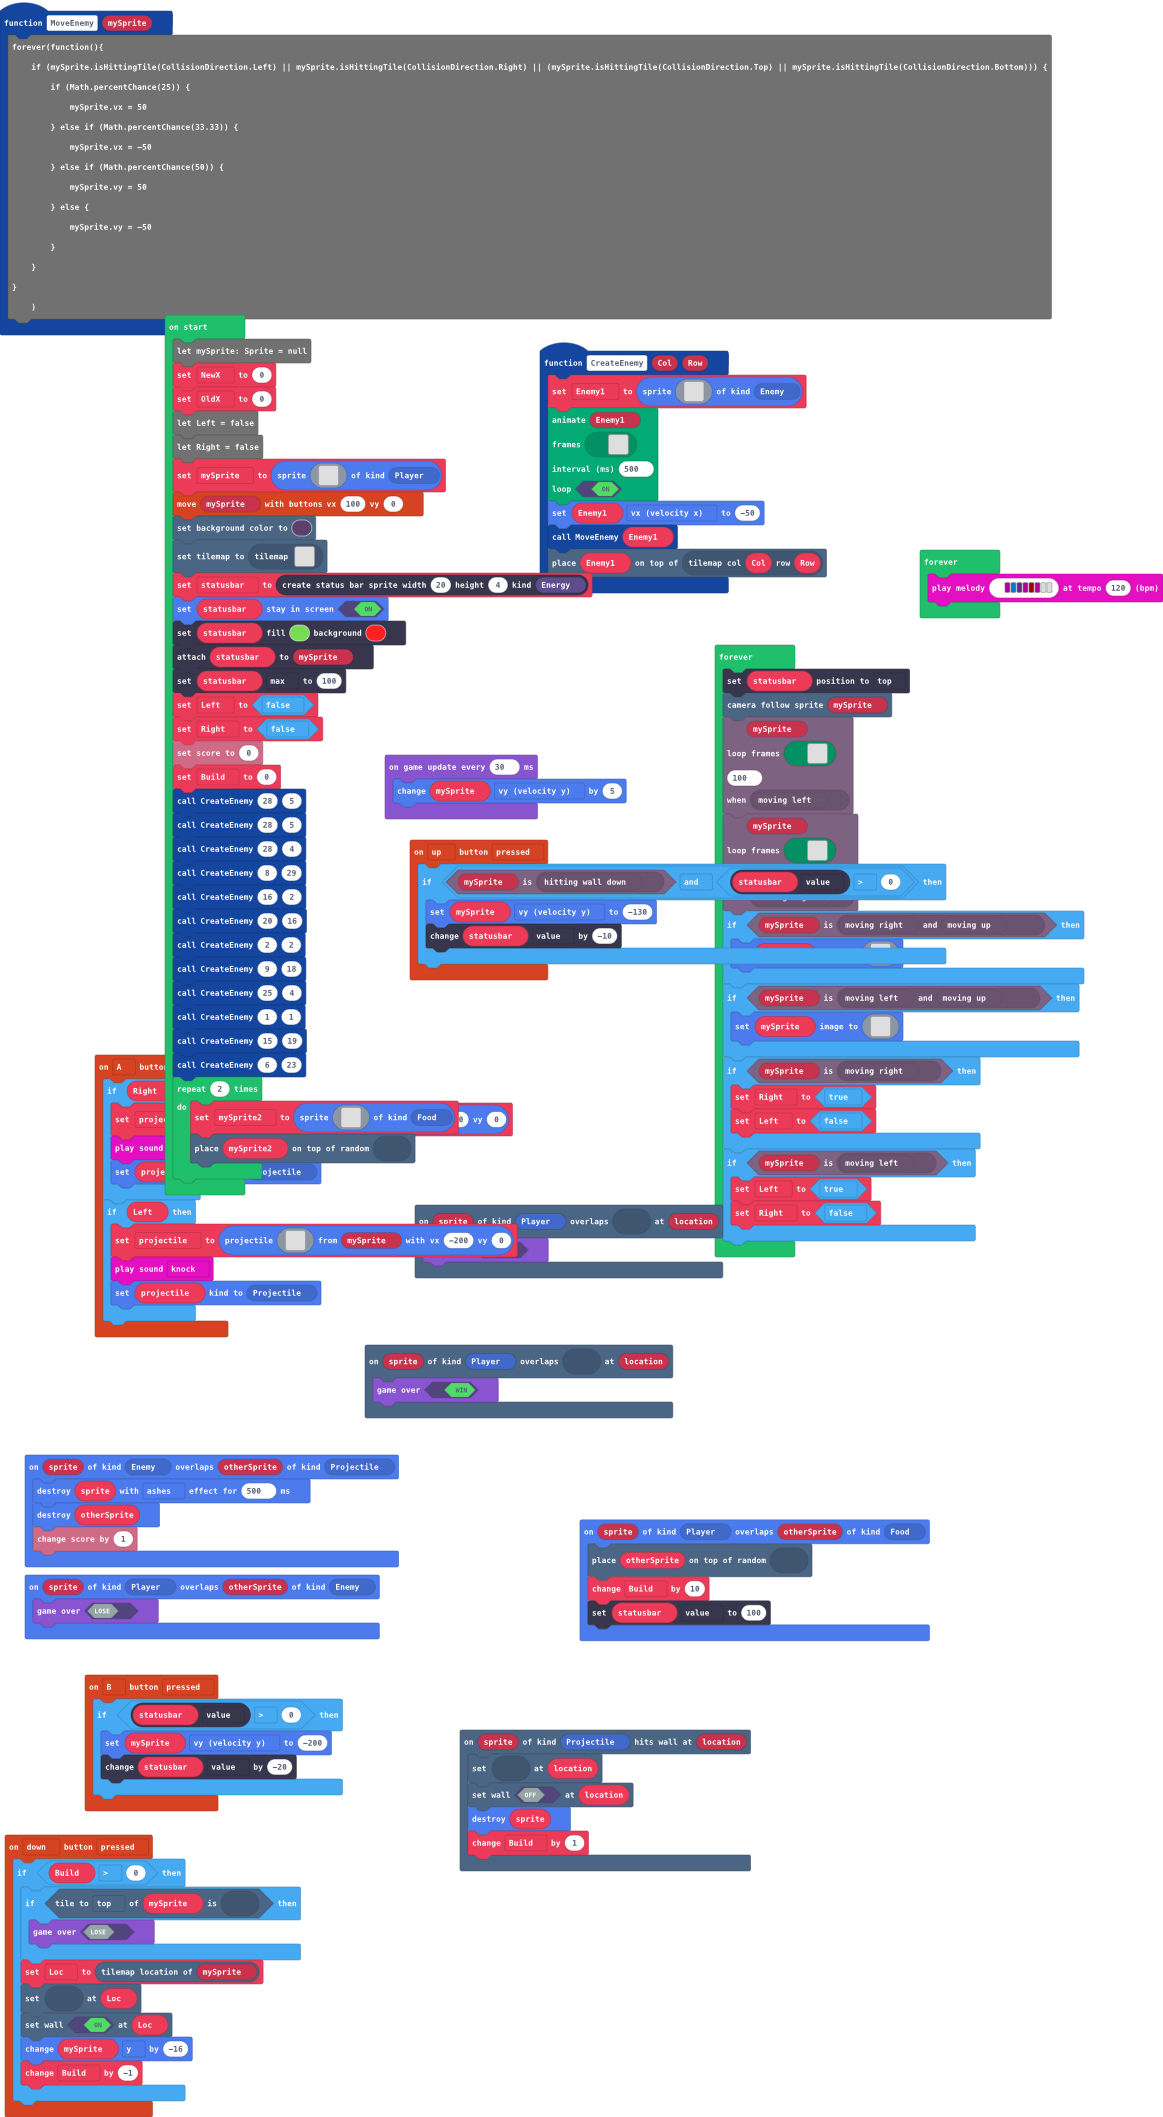 function MoveEnemy mySprite
forever(function(){
if (mySprite.isHittingTile(CollisionDirection.Left) || mySprite.isHittingTile(CollisionDirection.Right) || (mySprite.isHittingTile(CollisionDirection.Top) || mySprite.isHittingTile(CollisionDirection.Bottom))) {
if (Math.percentChance(25)) {
mySprite.vx = 50
} else if (Math.percentChance(33.33)) {
mySprite.vx = −50
} else if (Math.percentChance(50)) {
mySprite.vy = 50
} else {
mySprite.vy = −50
}
}
}
)
on start
let mySprite: Sprite = null
set NewX to 0
set OldX to 0
let Left = false
let Right = false
set mySprite to sprite of kind Player
move mySprite with buttons vx 100 vy 0
set background color to
set tilemap to tilemap
set statusbar to create status bar sprite width 20 height 4 kind Energy
set statusbar stay in screen ON
set statusbar fill background
attach statusbar to mySprite
set statusbar max to 100
set Left to false
set Right to false
set score to 0
set Build to 0
call CreateEnemy 28 5
call CreateEnemy 28 5
call CreateEnemy 28 4
call CreateEnemy 8 29
call CreateEnemy 16 2
call CreateEnemy 20 16
call CreateEnemy 2 2
call CreateEnemy 9 18
call CreateEnemy 25 4
call CreateEnemy 1 1
call CreateEnemy 15 19
call CreateEnemy 6 23
repeat 2 times
do
set mySprite2 to sprite of kind Food
place mySprite2 on top of random
function CreateEnemy Col Row
set Enemy1 to sprite of kind Enemy
animate Enemy1
frames
interval (ms) 500
loop ON
set Enemy1 vx (velocity x) to −50
call MoveEnemy Enemy1
place Enemy1 on top of tilemap col Col row Row
forever
play melody at tempo 120 (bpm)
forever
set statusbar position to top
camera follow sprite mySprite
mySprite
loop frames
100
when moving left
mySprite
loop frames
if mySprite is moving right and moving up then
if mySprite is moving left and moving up then
set mySprite image to
if mySprite is moving right then
set Right to true
set Left to false
if mySprite is moving left then
set Left to true
set Right to false
on game update every 30 ms
change mySprite vy (velocity y) by 5
on up button pressed
if mySprite is hitting wall down and statusbar value > 0 then
set mySprite vy (velocity y) to −130
change statusbar value by −10
on A butto
if Right
set proje 0 vy 0
play sound
set proje ojectile
if Left then
set projectile to projectile from mySprite with vx −200 vy 0
play sound knock
set projectile kind to Projectile
on sprite of kind Player overlaps at location
on sprite of kind Player overlaps at location
game over WIN
on sprite of kind Enemy overlaps otherSprite of kind Projectile
destroy sprite with ashes effect for 500 ms
destroy otherSprite
change score by 1
on sprite of kind Player overlaps otherSprite of kind Enemy
game over LOSE
on sprite of kind Player overlaps otherSprite of kind Food
place otherSprite on top of random
change Build by 10
set statusbar value to 100
on B button pressed
if statusbar value > 0 then
set mySprite vy (velocity y) to −200
change statusbar value by −20
on sprite of kind Projectile hits wall at location
set at location
set wall OFF at location
destroy sprite
change Build by 1
on down button pressed
if Build > 0 then
if tile to top of mySprite is then
game over LOSE
set Loc to tilemap location of mySprite
set at Loc
set wall ON at Loc
change mySprite y by −16
change Build by −1